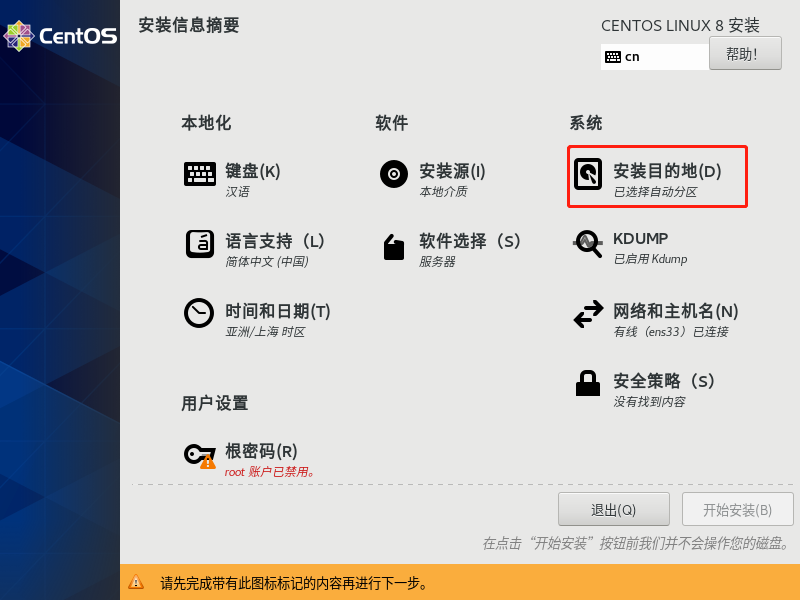 CentOS
安装信息摘要
CENTOS LINUX 8 安装
cn
帮助!
本地化
键盘(K)
汉语
语言支持（L）
简体中文 (中国)
时间和日期(T)
亚洲/上海 时区
用户设置
根密码(R)
root 账户已禁用。
软件
安装源(I)
本地介质
软件选择（S）
服务器
系统
安装目的地(D)
已选择自动分区
KDUMP
已启用 Kdump
网络和主机名(N)
有线（ens33）已连接
安全策略（S）
没有找到内容
退出(Q)
开始安装(B)
在点击“开始安装”按钮前我们并不会操作您的磁盘。
请先完成带有此图标标记的内容再进行下一步。